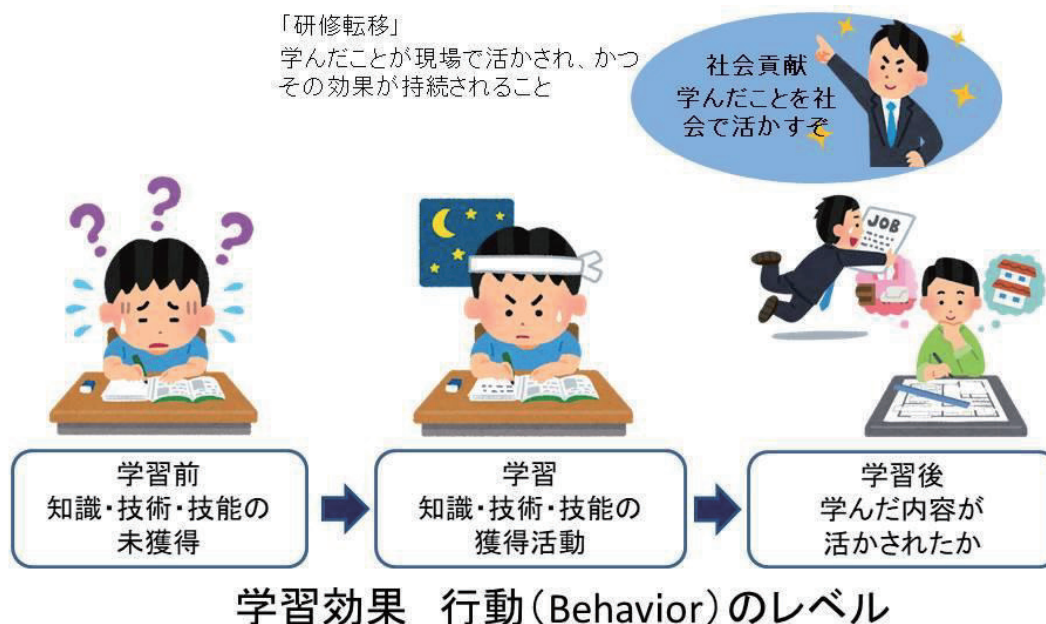 「研修転移」
学んだことが現場で活かされ、かつ
その効果が持続されること
社会貢献
学んだことを社
会で活かすぞ
JOB
学習前
知識・技術・技能の
未獲得
学習
知識・技術・技能の
獲得活動
学習後
学んだ内容が
活かされたか
学習効果　行動(Behavior)のレベル